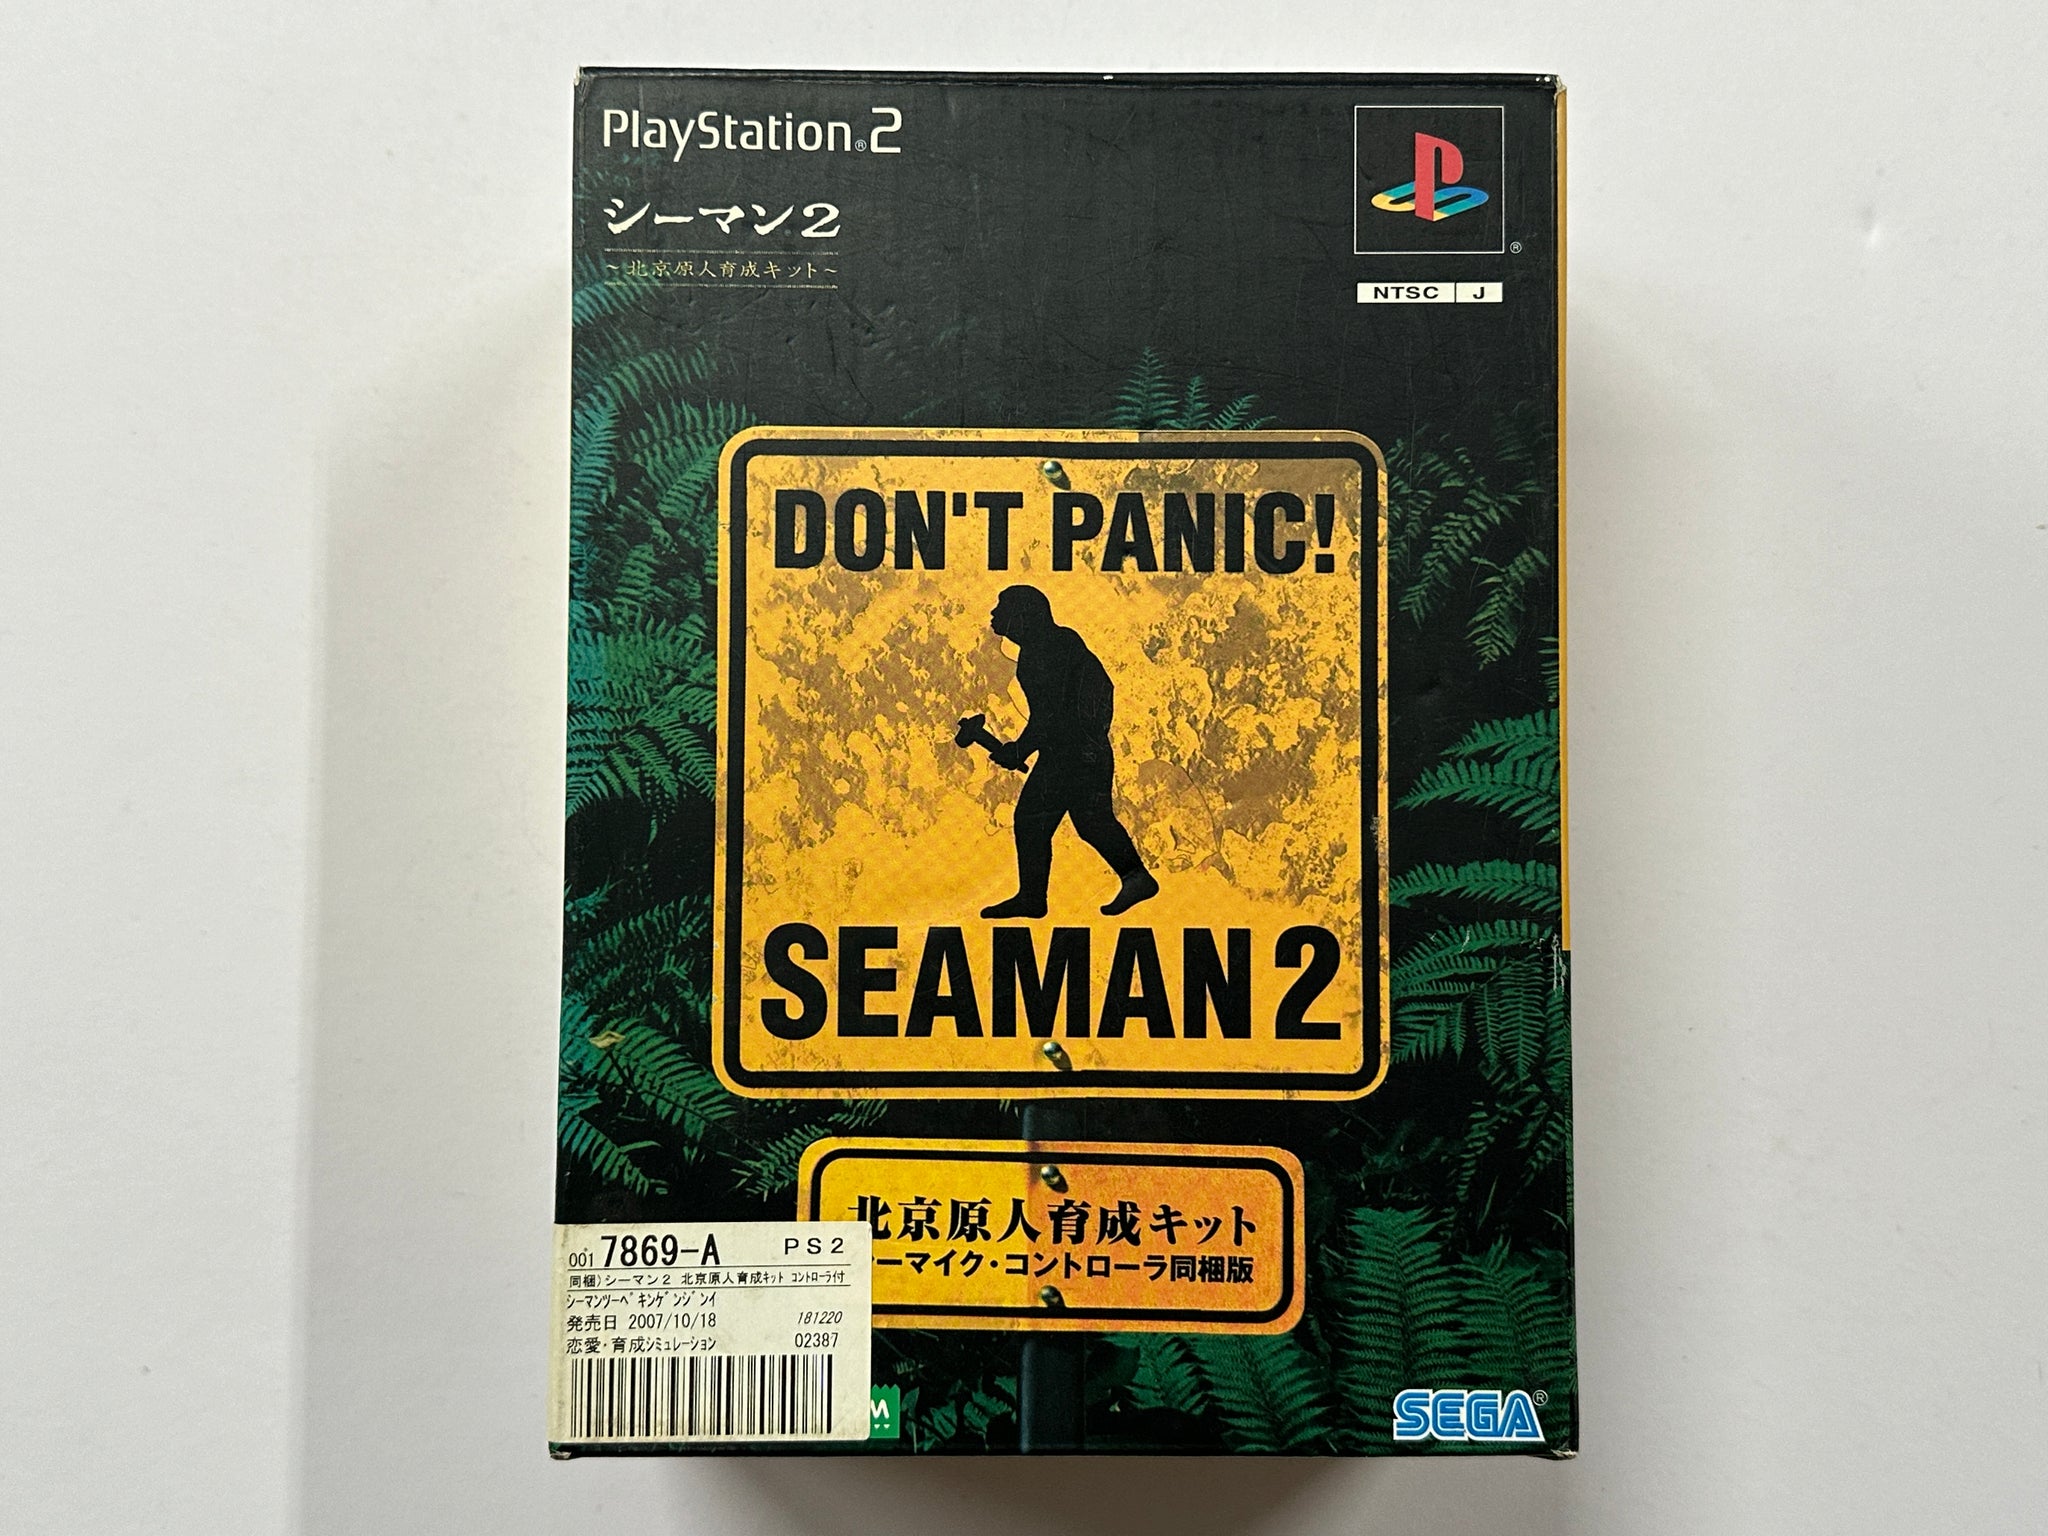 PlayStation®2
シーマン2
～北京原人育成キット～
®
NTSC J
DON'T PANIC!
SEAMAN 2
北京原人育成キット
ーマイク・コントローラ同梱版
001 7869-A PS2
同梱)シーマン2 北京原人育成ｷｯﾄ ｺﾝﾄﾛｰﾗ付
ｼｰﾏﾝﾂｰﾍﾟｷﾝｹﾞﾝｼﾞﾝｲ
発売日 2007/10/18 181220
恋愛・育成ｼﾐｭﾚｰｼｮﾝ 02387
M
SEGA®